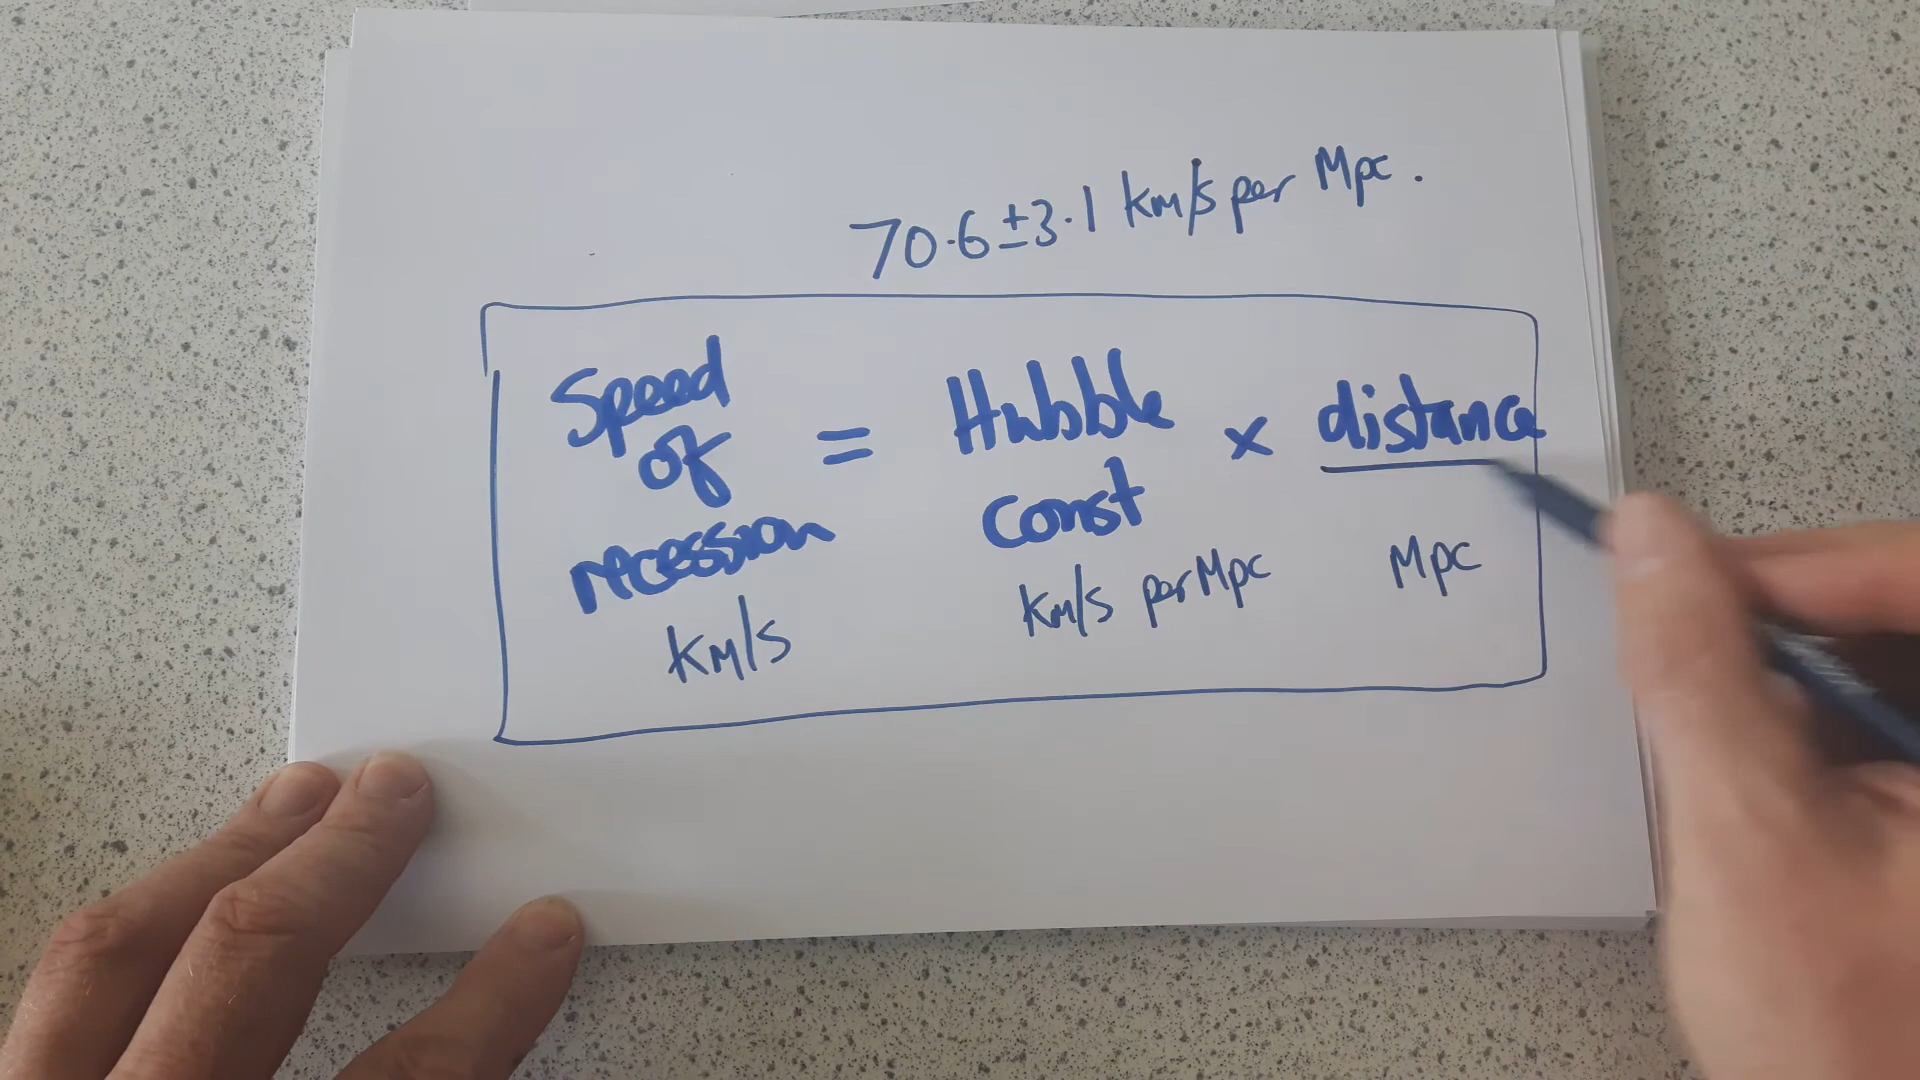 70.6 ± 3.1 km/s per Mpc.
Speed of recession = Hubble const × distance
km/s km/s per Mpc Mpc